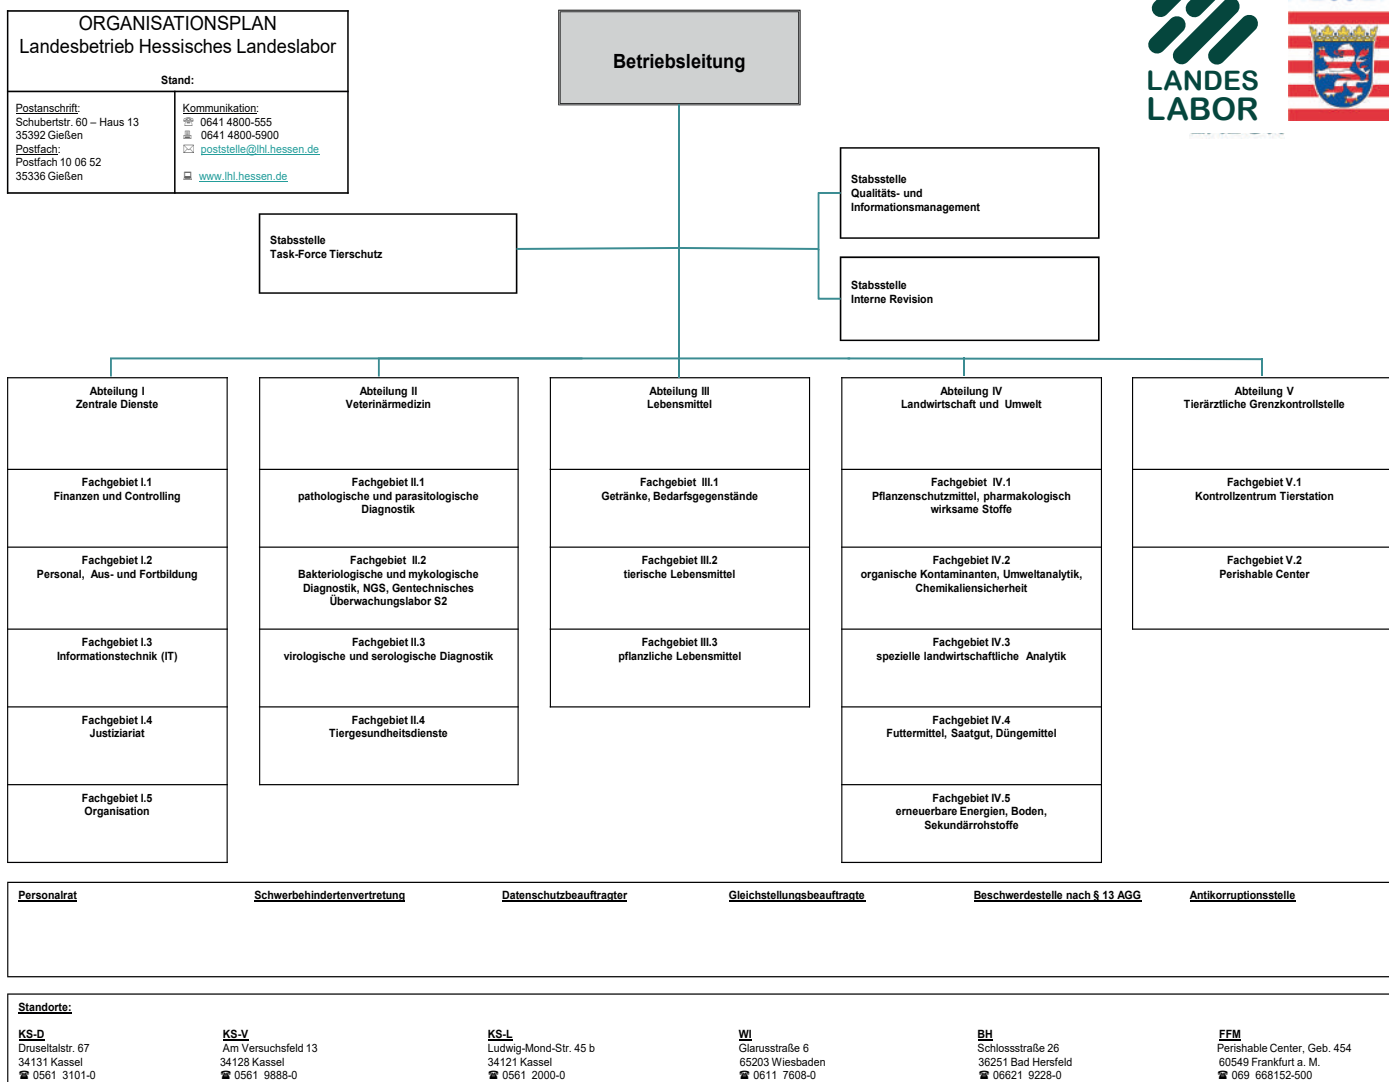 ORGANISATIONSPLAN
Landesbetrieb Hessisches Landeslabor
Stand:
Postanschrift:
Schubertstr. 60 – Haus 13
35392 Gießen
Postfach:
Postfach 10 06 52
35336 Gießen
Kommunikation:
0641 4800-555
0641 4800-5900
poststelle@lhl.hessen.de
www.lhl.hessen.de
Betriebsleitung
LANDES
LABOR
Stabsstelle
Qualitäts- und
Informationsmanagement
Stabsstelle
Task-Force Tierschutz
Stabsstelle
Interne Revision
Abteilung I
Zentrale Dienste
Fachgebiet I.1
Finanzen und Controlling
Fachgebiet I.2
Personal, Aus- und Fortbildung
Fachgebiet I.3
Informationstechnik (IT)
Fachgebiet I.4
Justiziariat
Fachgebiet I.5
Organisation
Abteilung II
Veterinärmedizin
Fachgebiet II.1
pathologische und parasitologische
Diagnostik
Fachgebiet II.2
Bakteriologische und mykologische
Diagnostik, NGS, Gentechnisches
Überwachungslabor S2
Fachgebiet II.3
virologische und serologische Diagnostik
Fachgebiet II.4
Tiergesundheitsdienste
Abteilung III
Lebensmittel
Fachgebiet III.1
Getränke, Bedarfsgegenstände
Fachgebiet III.2
tierische Lebensmittel
Fachgebiet III.3
pflanzliche Lebensmittel
Abteilung IV
Landwirtschaft und Umwelt
Fachgebiet IV.1
Pflanzenschutzmittel, pharmakologisch
wirksame Stoffe
Fachgebiet IV.2
organische Kontaminanten, Umweltanalytik,
Chemikaliensicherheit
Fachgebiet IV.3
spezielle landwirtschaftliche Analytik
Fachgebiet IV.4
Futtermittel, Saatgut, Düngemittel
Fachgebiet IV.5
erneuerbare Energien, Boden,
Sekundärrohstoffe
Abteilung V
Tierärztliche Grenzkontrollstelle
Fachgebiet V.1
Kontrollzentrum Tierstation
Fachgebiet V.2
Perishable Center
Personalrat
Schwerbehindertenvertretung
Datenschutzbeauftragter
Gleichstellungsbeauftragte
Beschwerdestelle nach § 13 AGG
Antikorruptionsstelle
Standorte:
KS-D
Druseltalstr. 67
34131 Kassel
☎ 0561 3101-0
KS-V
Am Versuchsfeld 13
34128 Kassel
☎ 0561 9888-0
KS-L
Ludwig-Mond-Str. 45 b
34121 Kassel
☎ 0561 2000-0
WI
Glarusstraße 6
65203 Wiesbaden
☎ 0611 7608-0
BH
Schlossstraße 26
36251 Bad Hersfeld
☎ 06621 9228-0
FFM
Perishable Center, Geb. 454
60549 Frankfurt a. M.
☎ 069 668152-500